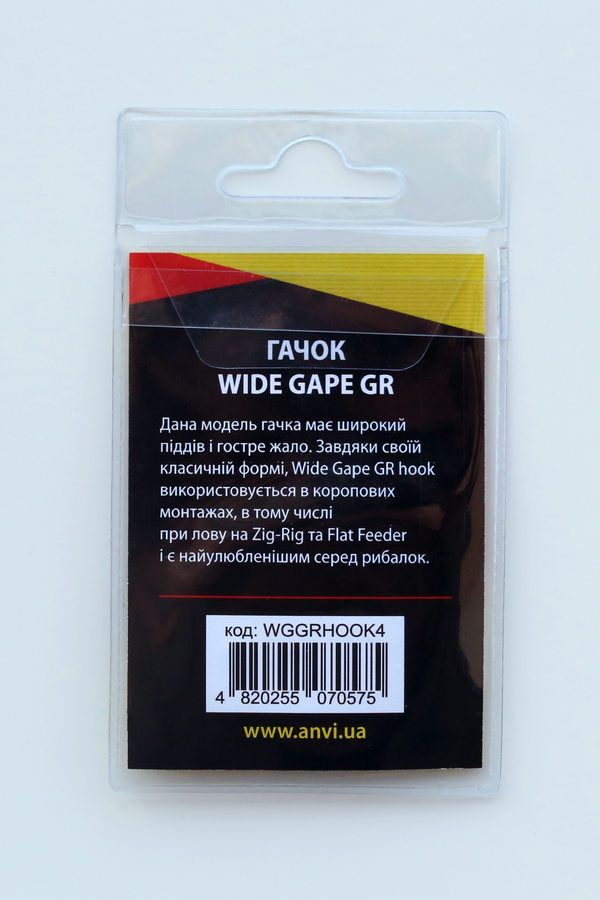 ГАЧОК
WIDE GAPE GR
Дана модель гачка має широкий
піддів і гостре жало. Завдяки своїй
класичній формі, Wide Gape GR hook
використовується в коропових
монтажах, в тому числі
при лову на Zig-Rig та Flat Feeder
і є найулюбленішим серед рибалок.
код: WGGRHOOK4
4 820255 070575
www.anvi.ua